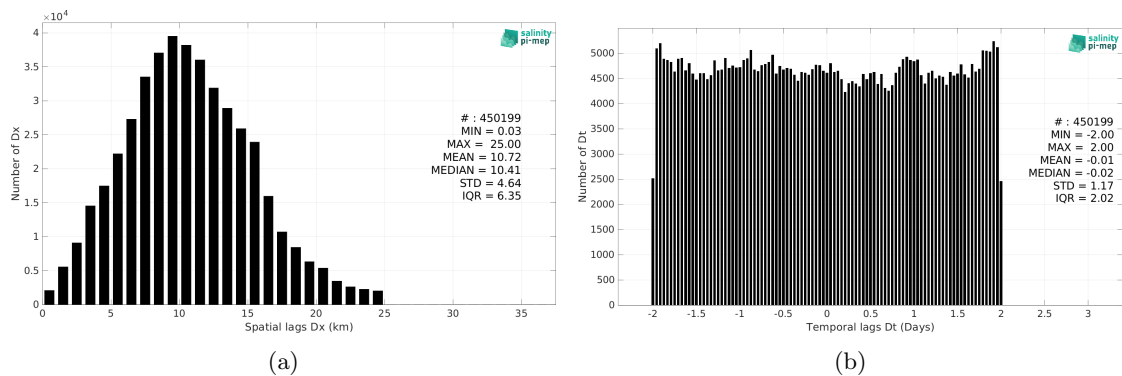 ×10⁴
4
3.5
3
2.5
2
1.5
1
0.5
0
Number of Dx
salinity
pi-mep
# : 450199
MIN = 0.03
MAX = 25.00
MEAN = 10.72
MEDIAN = 10.41
STD = 4.64
IQR = 6.35
0 5 10 15 20 25 30 35
Spatial lags Dx (km)
(a)
5000
4500
4000
3500
3000
2500
2000
1500
1000
500
0
Number of Dt
salinity
pi-mep
# : 450199
MIN = -2.00
MAX = 2.00
MEAN = -0.01
MEDIAN = -0.02
STD = 1.17
IQR = 2.02
-2 -1.5 -1 -0.5 0 0.5 1 1.5 2 2.5 3
Temporal lags Dt (Days)
(b)